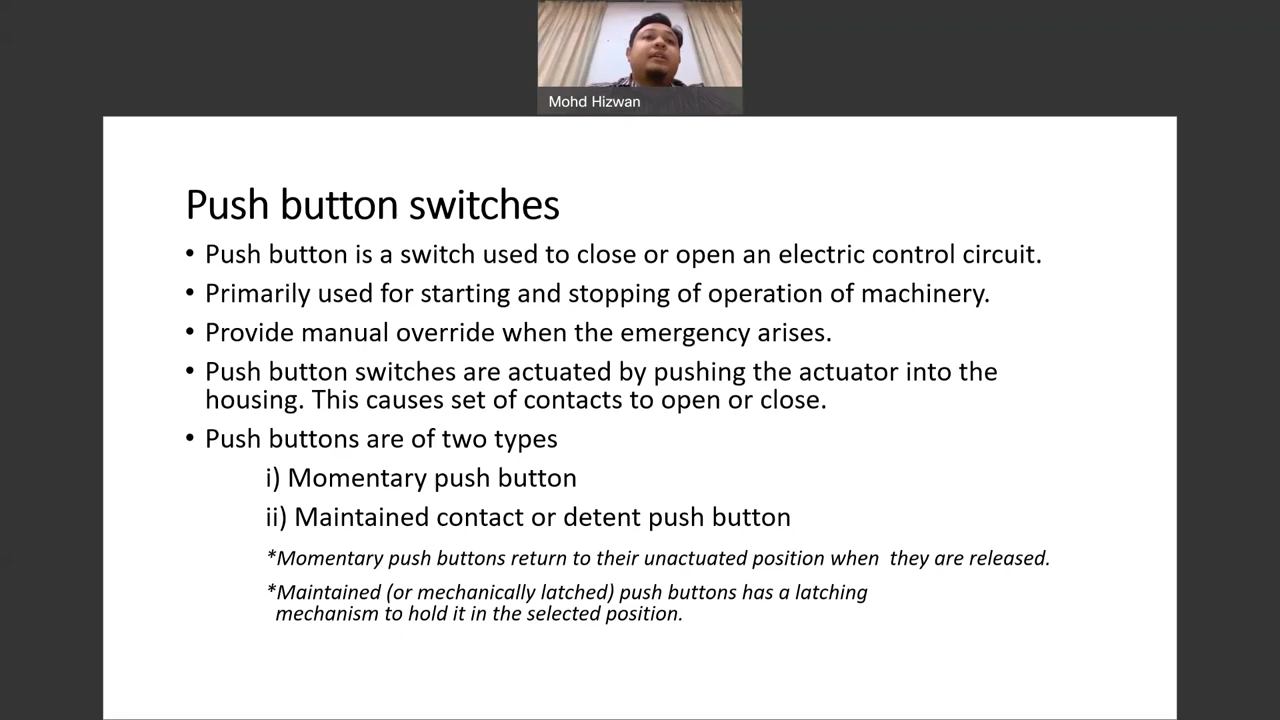 Mohd Hizwan
Push button switches
• Push button is a switch used to close or open an electric control circuit.
• Primarily used for starting and stopping of operation of machinery.
• Provide manual override when the emergency arises.
• Push button switches are actuated by pushing the actuator into the
housing. This causes set of contacts to open or close.
• Push buttons are of two types
i) Momentary push button
ii) Maintained contact or detent push button
*Momentary push buttons return to their unactuated position when they are released.
*Maintained (or mechanically latched) push buttons has a latching
mechanism to hold it in the selected position.